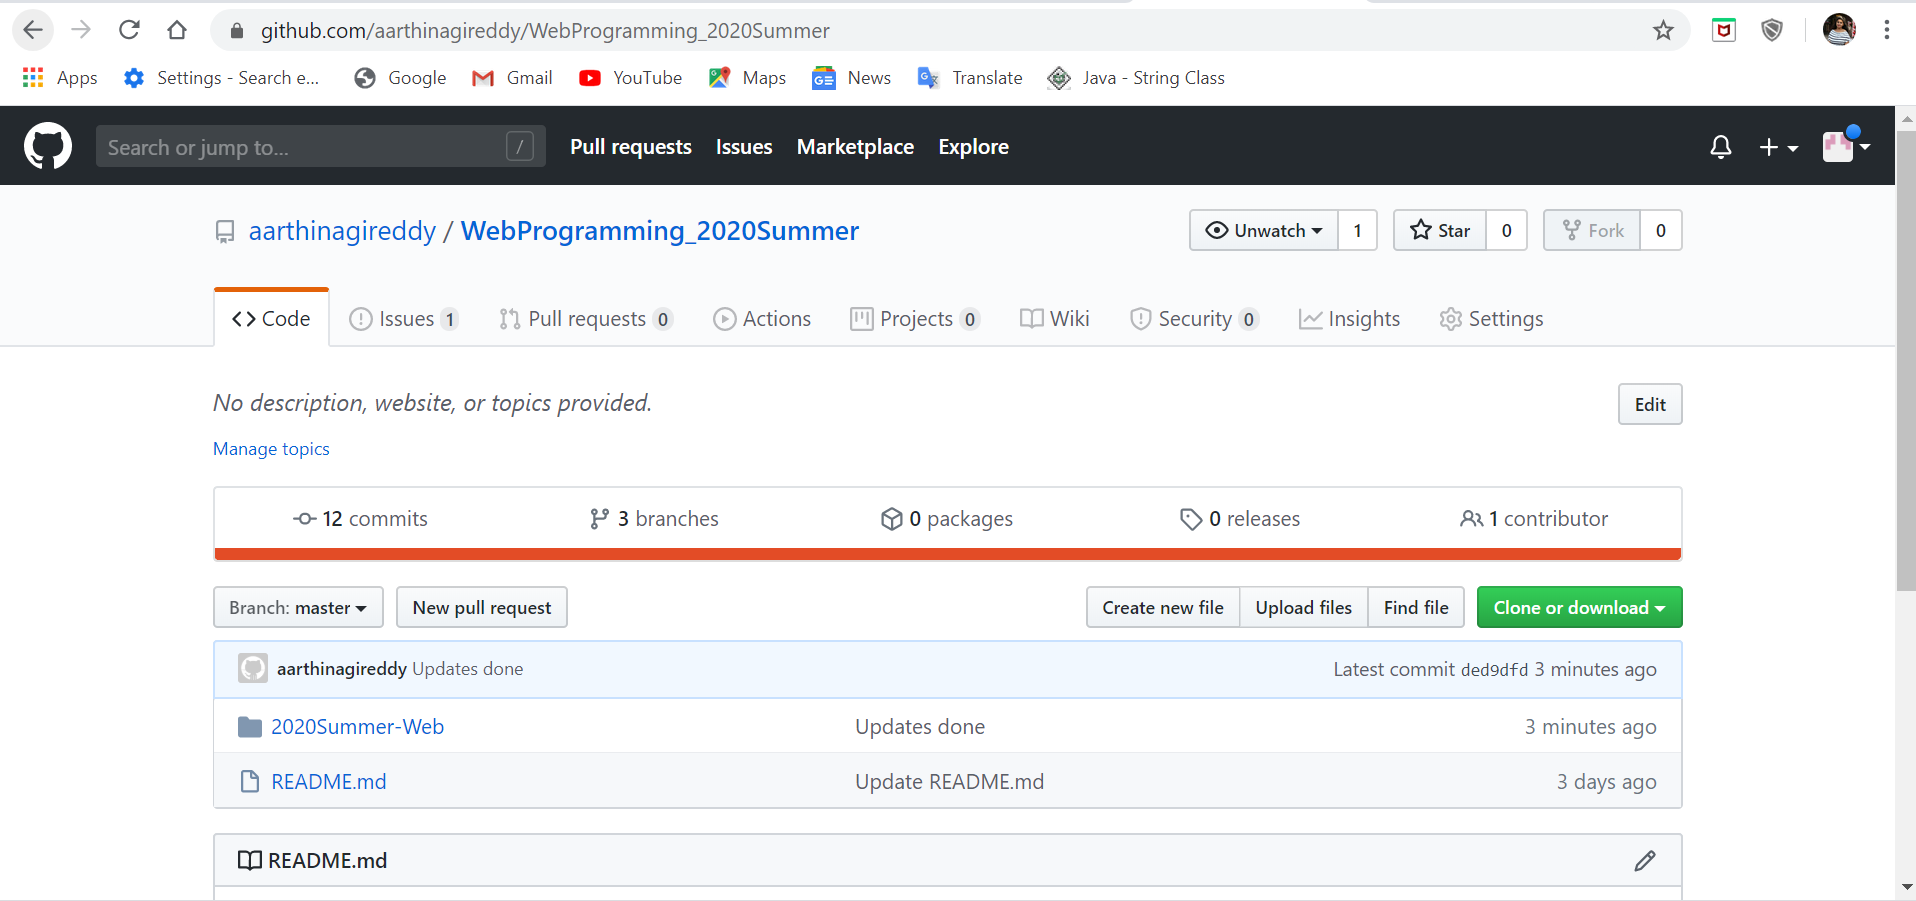 github.com/aarthinagireddy/WebProgramming_2020Summer
Apps Settings - Search e... Google Gmail YouTube Maps News Translate Java - String Class
Search or jump to... / Pull requests Issues Marketplace Explore
aarthinagireddy / WebProgramming_2020Summer Unwatch 1 Star 0 Fork 0
Code Issues 1 Pull requests 0 Actions Projects 0 Wiki Security 0 Insights Settings
No description, website, or topics provided. Edit
Manage topics
12 commits 3 branches 0 packages 0 releases 1 contributor
Branch: master New pull request Create new file Upload files Find file Clone or download
aarthinagireddy Updates done Latest commit ded9dfd 3 minutes ago
2020Summer-Web Updates done 3 minutes ago
README.md Update README.md 3 days ago
README.md